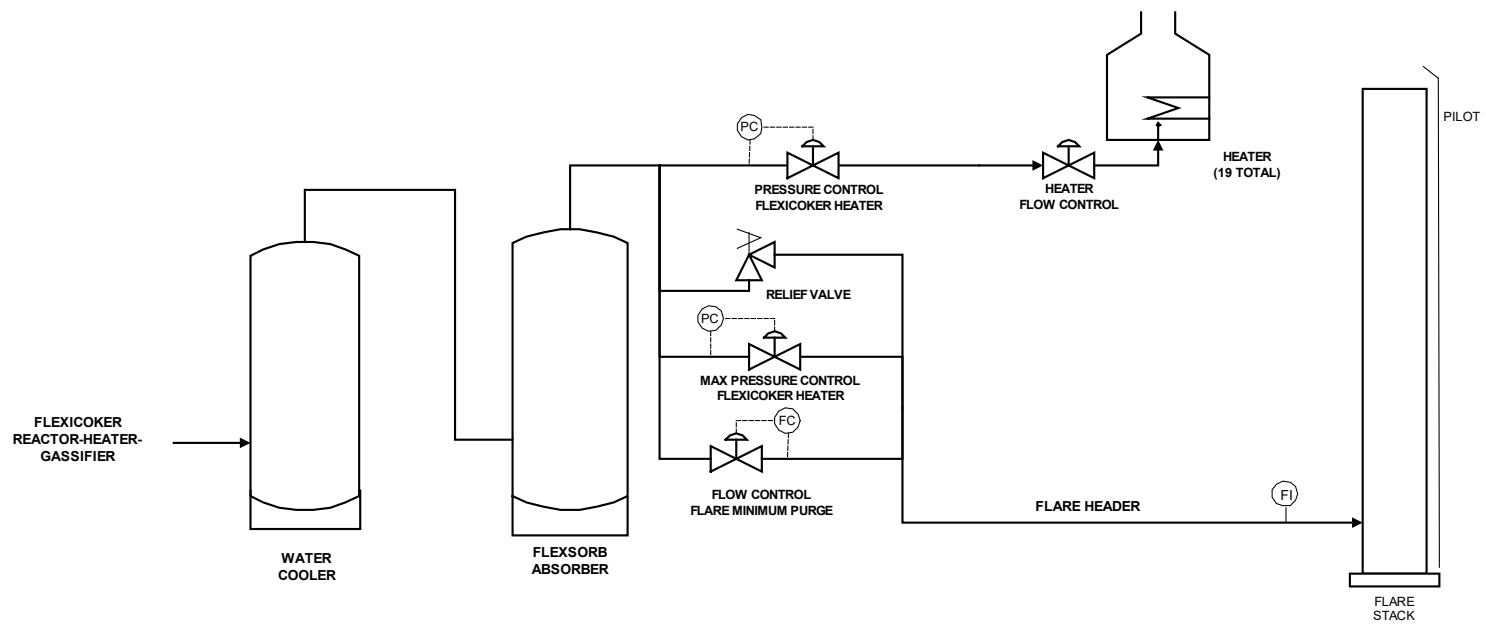 PILOT
PC
HEATER
(19 TOTAL)
PRESSURE CONTROL
FLEXICOKER HEATER
HEATER
FLOW CONTROL
RELIEF VALVE
PC
MAX PRESSURE CONTROL
FLEXICOKER HEATER
FC
FLEXICOKER
REACTOR-HEATER-
GASSIFIER
FLOW CONTROL
FLARE MINIMUM PURGE
FLARE HEADER
FI
WATER
COOLER
FLEXSORB
ABSORBER
FLARE
STACK